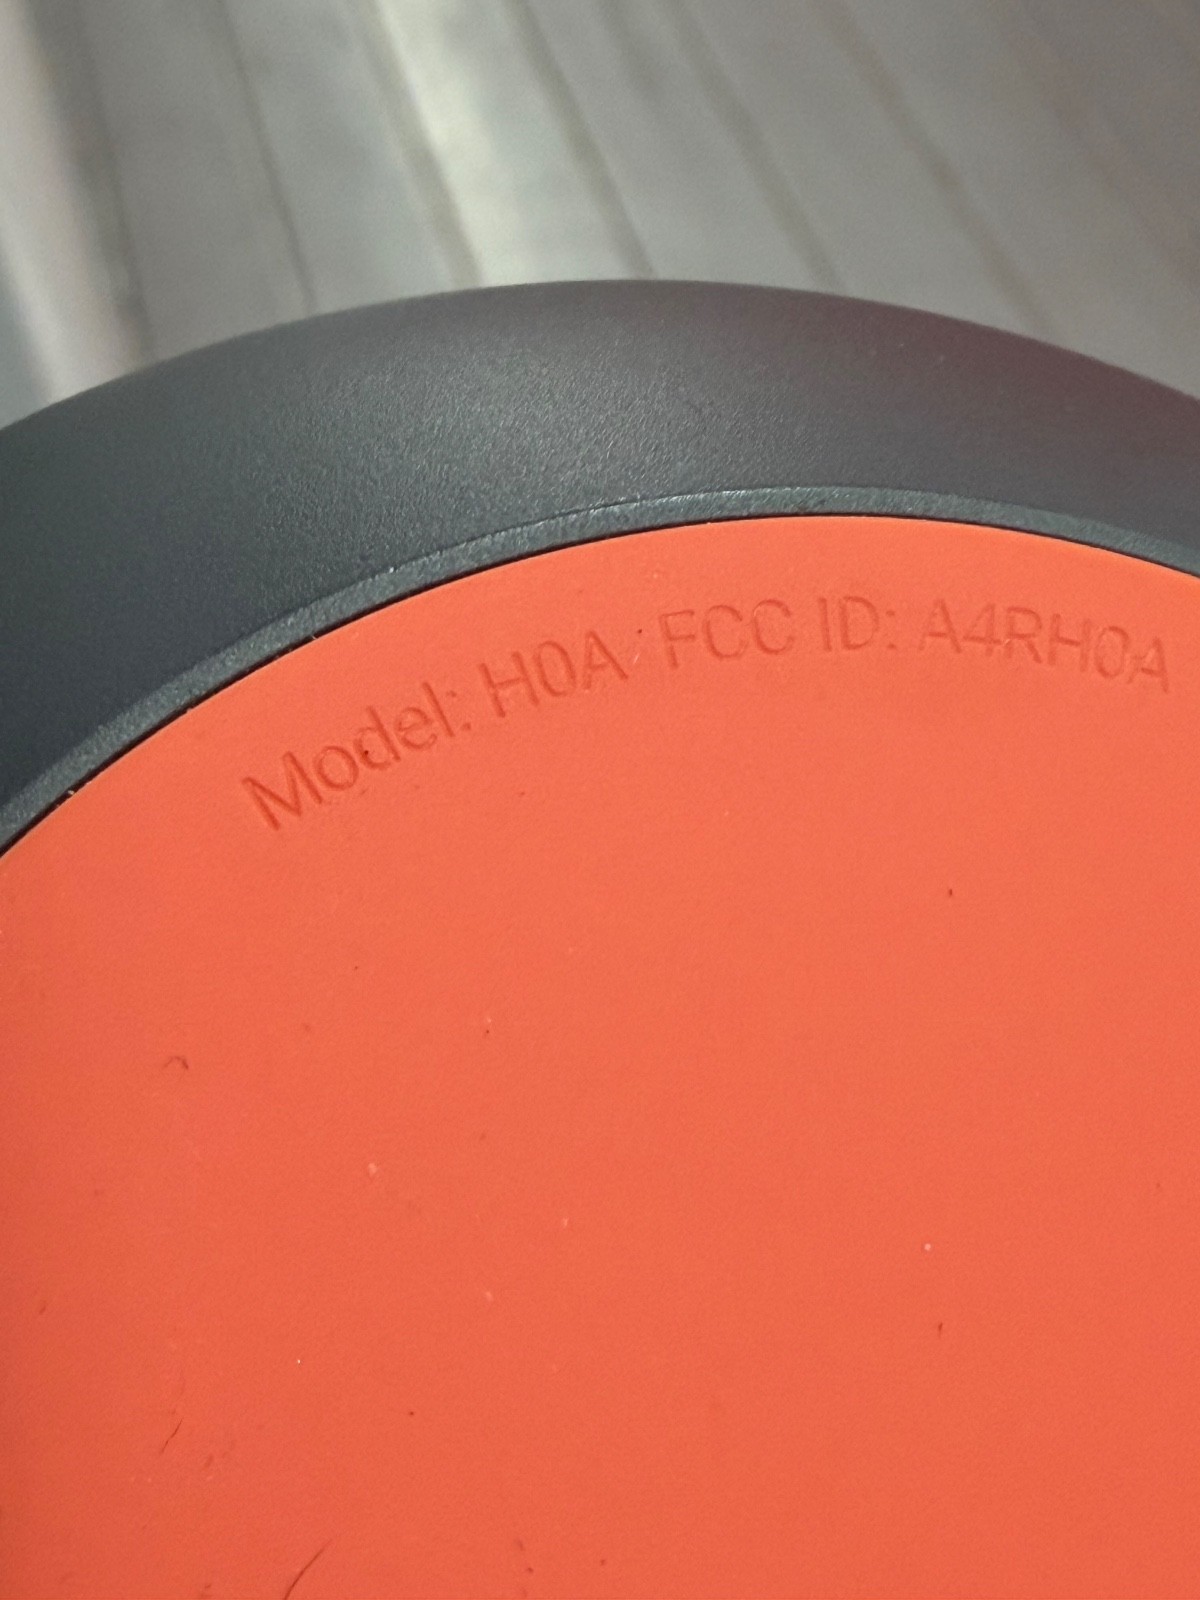 Model: H0A FCC ID: A4RH0A